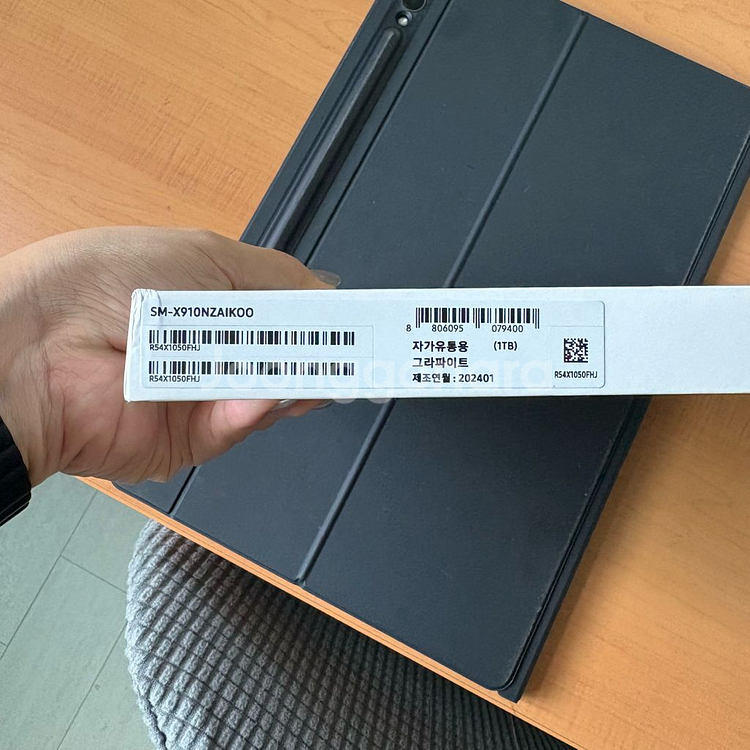 SM-X910NZAIKOO
R54X1050FHJ
R54X1050FHJ
8 806095 079400
자가유통용 (1TB)
그라파이트
제조연월 : 202401
R54X1050FHJ